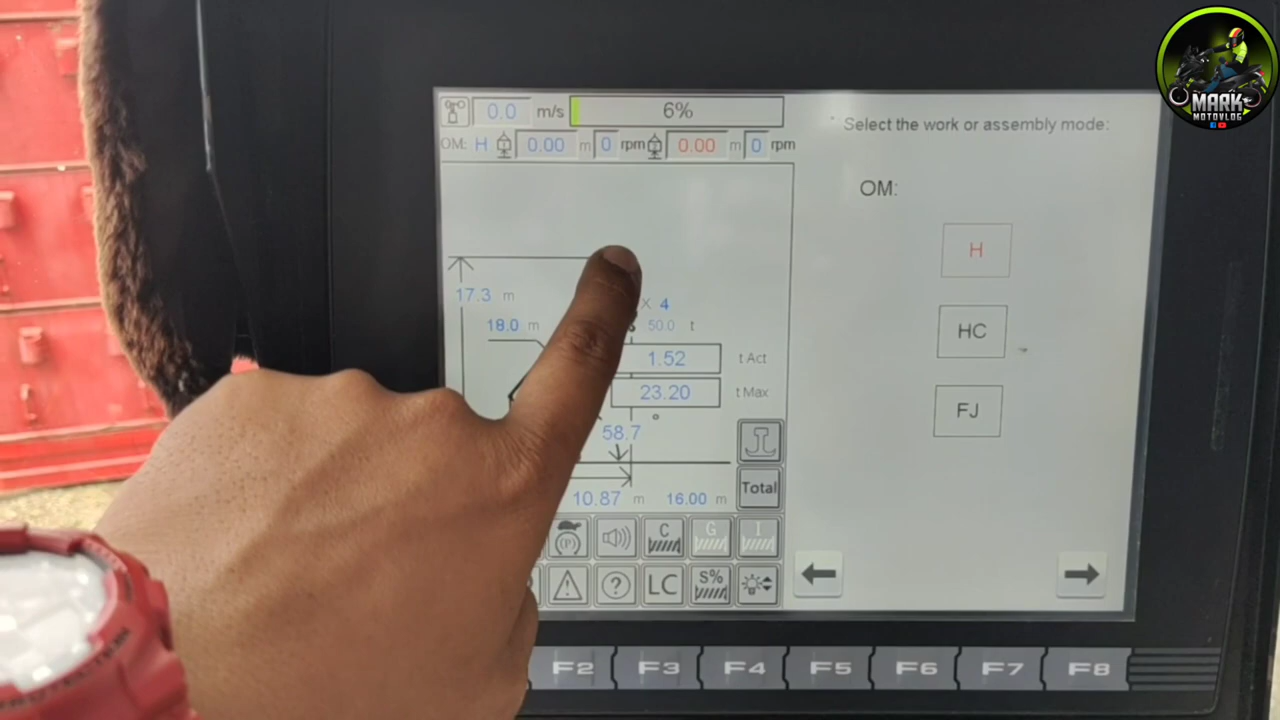 0.0 m/s 6%
OM: H 0.00 m 0 rpm 0.00 m 0 rpm
17.3 m
X 4
18.0 m
50.0 t
1.52 t Act
23.20 t Max
58.7 °
10.87 m 16.00 m
Total
(P) C G I
? LC S%
Select the work or assembly mode:
OM:
H
HC
FJ
F2 F3 F4 F5 F6 F7 F8
MARK
MOTOVLOG